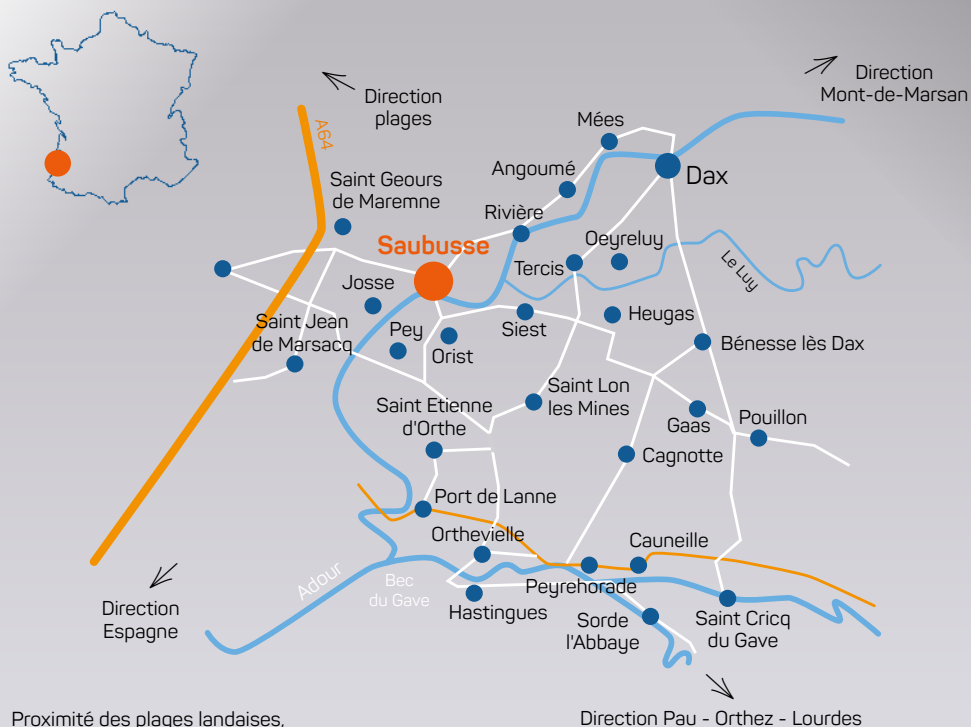 Direction
plages
Direction
Mont-de-Marsan
A64
Mées
Angoumé
Dax
Saint Geours
de Maremne
Rivière
Saubusse
Oeyreluy
Tercis
Le Luy
Josse
Saint Jean
de Marsacq
Pey
Orist
Siest
Heugas
Bénesse lès Dax
Saint Etienne
d'Orthe
Saint Lon
les Mines
Gaas
Pouillon
Cagnotte
Port de Lanne
Orthevielle
Cauneille
Adour
Bec
du Gave
Peyrehorade
Hastingues
Direction
Espagne
Sorde
l'Abbaye
Saint Cricq
du Gave
Proximité des plages landaises,
Direction Pau - Orthez - Lourdes